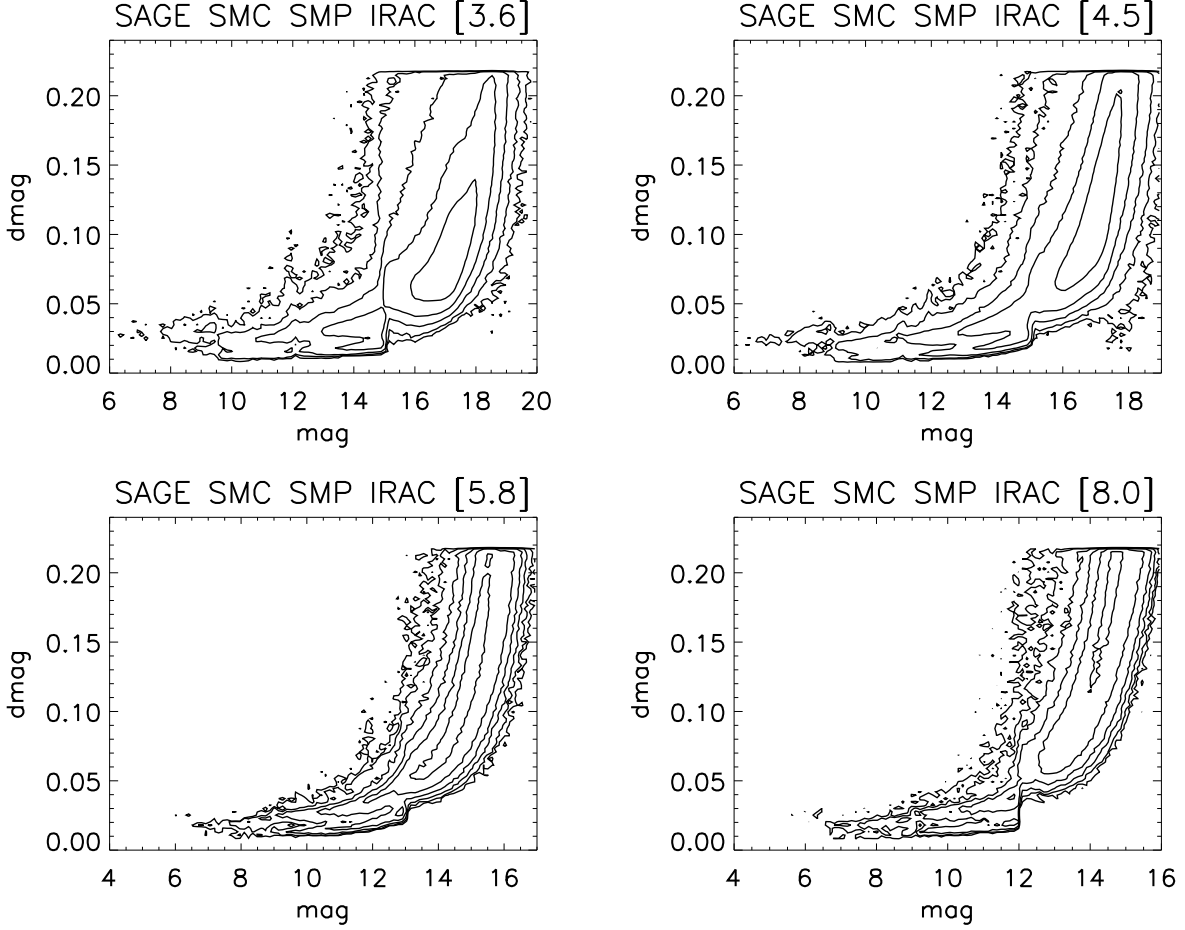 SAGE SMC SMP IRAC [3.6]
dmag
0.20
0.15
0.10
0.05
0.00
6 8 10 12 14 16 18 20
mag
SAGE SMC SMP IRAC [4.5]
dmag
0.20
0.15
0.10
0.05
0.00
6 8 10 12 14 16 18
mag
SAGE SMC SMP IRAC [5.8]
dmag
0.20
0.15
0.10
0.05
0.00
4 6 8 10 12 14 16
mag
SAGE SMC SMP IRAC [8.0]
dmag
0.20
0.15
0.10
0.05
0.00
4 6 8 10 12 14 16
mag